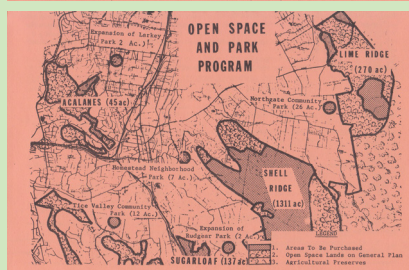 Expansion of Larkey
Park 2 Ac.)
OPEN SPACE
AND PARK
PROGRAM
LIME RIDGE
(270 ac)
ACALANES (45ac)
Northgate Community
Park (26 Ac.)
Homestead Neighborhood
Park (7 Ac.)
SHELL
RIDGE
(1311 ac)
Tice Valley Community
Park (12 Ac.)
Expansion of
Rudgear Park (2 Ac.)
SUGARLOAF (137 ac)
LEGEND
1. Areas To Be Purchased
2. Open Space Lands on General Plan
3. Agricultural Preserves